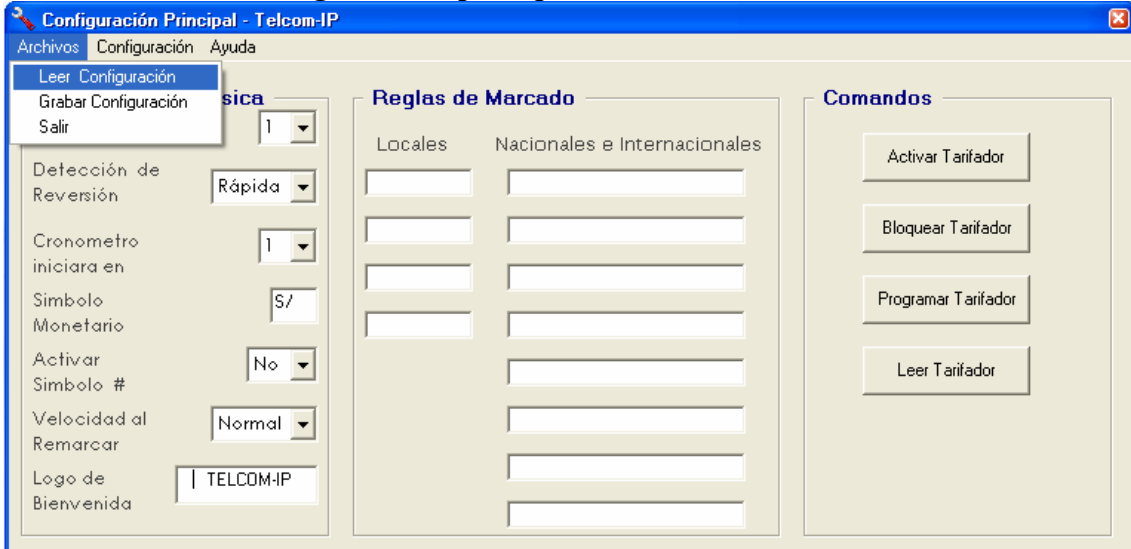 Configuración Principal - Telcom-IP
Archivos Configuración Ayuda
Leer Configuración
Grabar Configuración
Salir
sica
1
Detección de
Reversión
Rápida
Cronometro
iniciara en
1
Simbolo
Monetario
S/
Activar
Simbolo #
No
Velocidad al
Remarcar
Normal
Logo de
Bienvenida
TELCOM-IP
Reglas de Marcado
Locales
Nacionales e Internacionales
Comandos
Activar Tarifador
Bloquear Tarifador
Programar Tarifador
Leer Tarifador